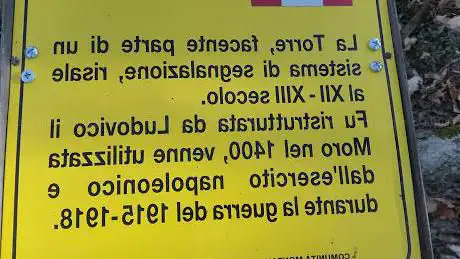 La Torre, facente parte di un
sistema di segnalazione, risale
al XII - XIII secolo.
Fu ristrutturata da Ludovico il
Moro nel 1400, venne utilizzata
dall'esercito napoleonico e
durante la guerra del 1915-1918.
COMUNITÀ